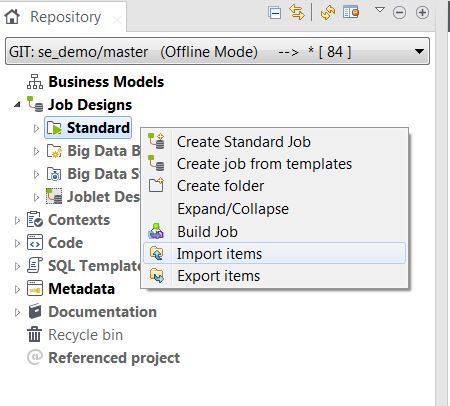 Repository
GIT: se_demo/master   (Offline Mode)    --> * [ 84 ]
Business Models
Job Designs
Standard
Big Data B
Big Data St
Joblet Des
Contexts
Code
SQL Template
Metadata
Documentation
Recycle bin
Referenced project
Create Standard Job
Create job from templates
Create folder
Expand/Collapse
Build Job
Import items
Export items